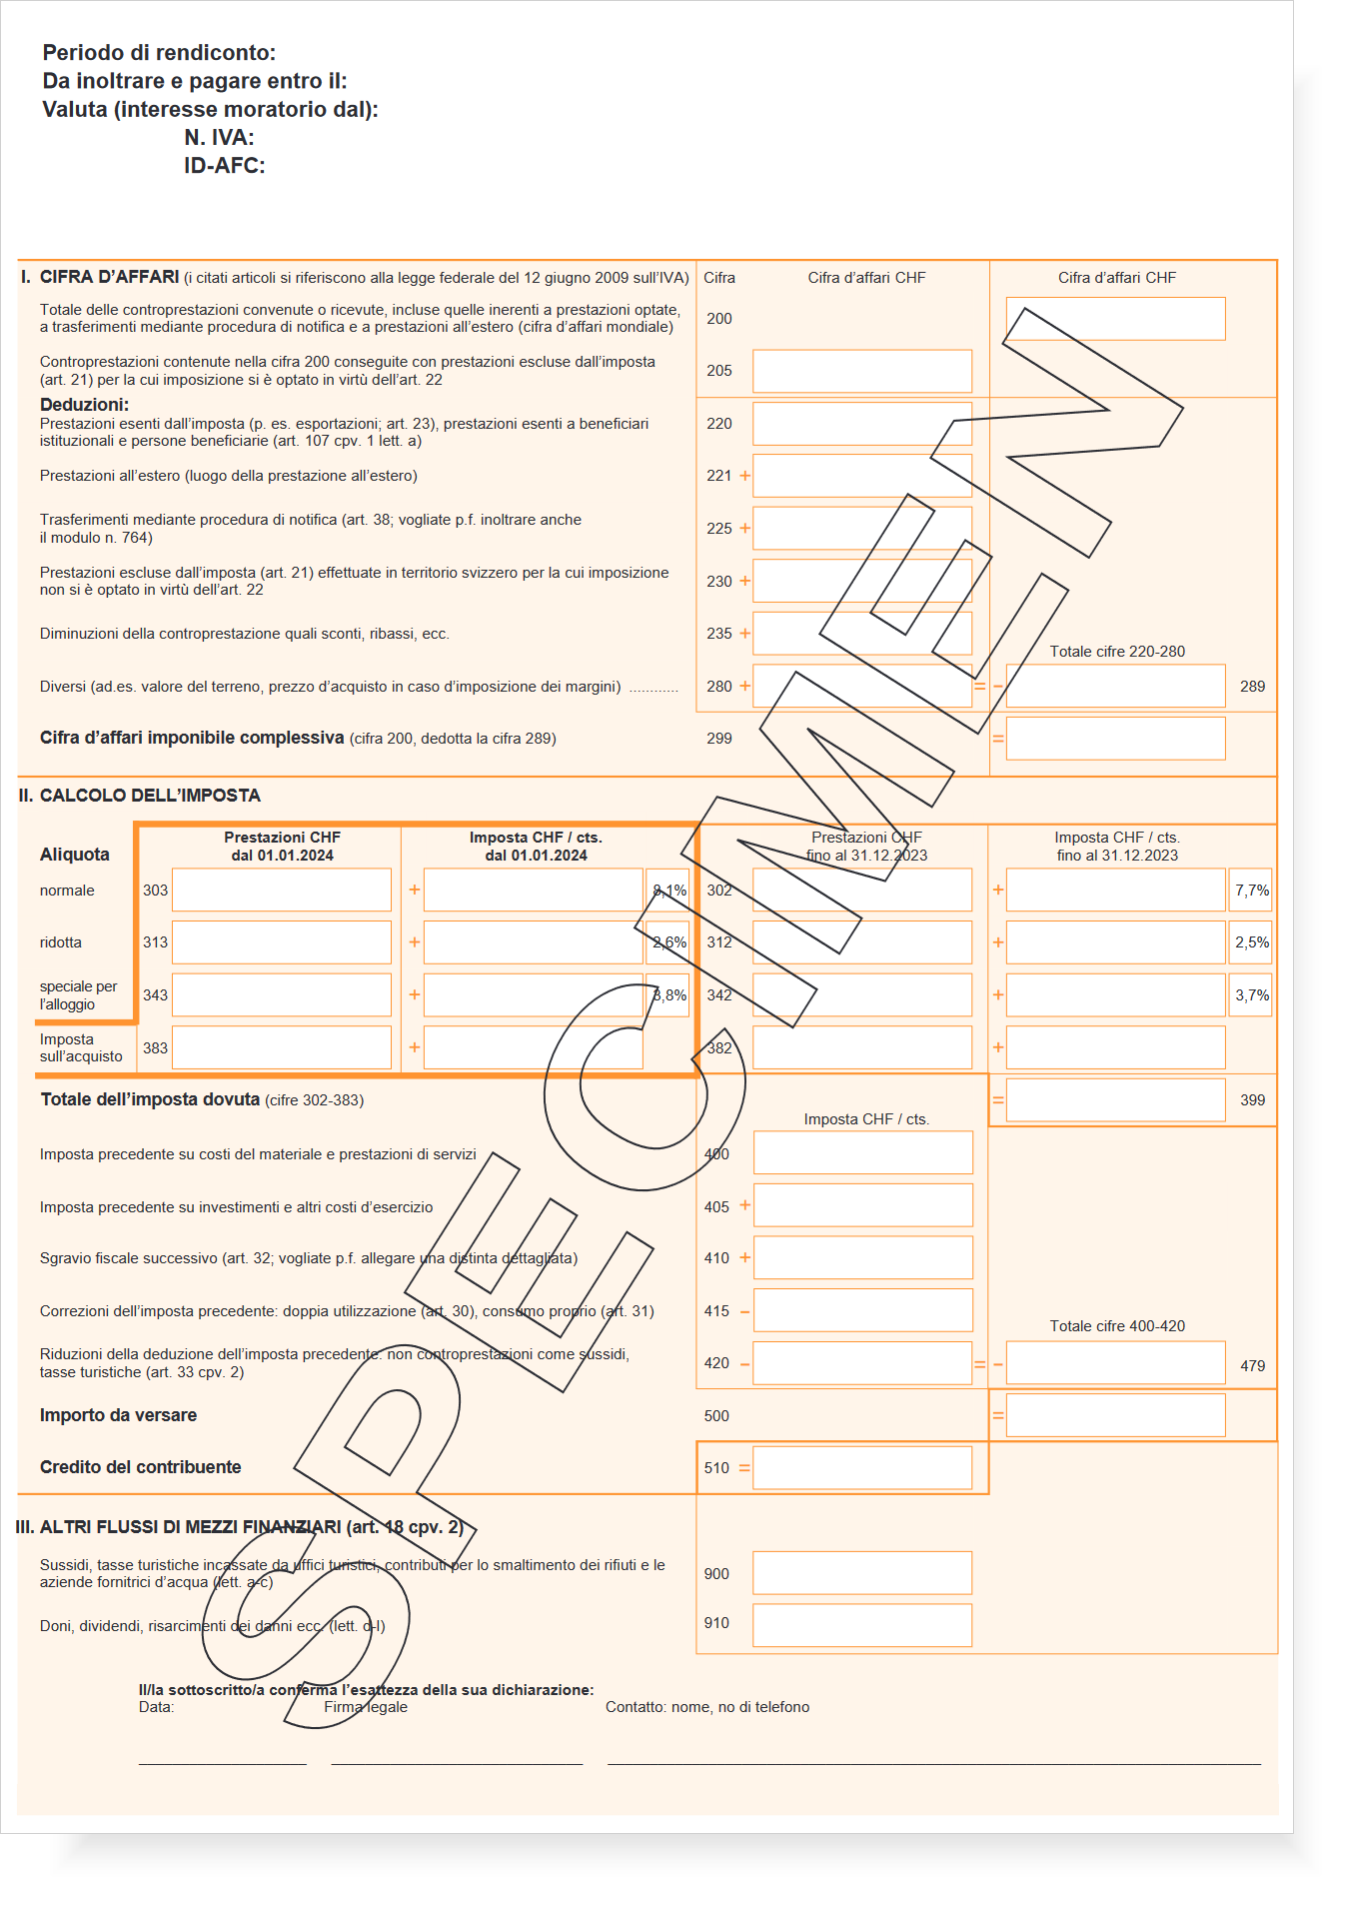 Periodo di rendiconto:
Da inoltrare e pagare entro il:
Valuta (interesse moratorio dal):
N. IVA:
ID-AFC:
I. CIFRA D'AFFARI (i citati articoli si riferiscono alla legge federale del 12 giugno 2009 sull'IVA) Cifra Cifra d'affari CHF Cifra d'affari CHF
Totale delle controprestazioni convenute o ricevute, incluse quelle inerenti a prestazioni optate,
a trasferimenti mediante procedura di notifica e a prestazioni all'estero (cifra d'affari mondiale) 200
Controprestazioni contenute nella cifra 200 conseguite con prestazioni escluse dall'imposta
(art. 21) per la cui imposizione si è optato in virtù dell'art. 22 205
Deduzioni:
Prestazioni esenti dall'imposta (p. es. esportazioni; art. 23), prestazioni esenti a beneficiari 220
istituzionali e persone beneficiarie (art. 107 cpv. 1 lett. a)
Prestazioni all'estero (luogo della prestazione all'estero) 221 +
Trasferimenti mediante procedura di notifica (art. 38; vogliate p.f. inoltrare anche
il modulo n. 764) 225 +
Prestazioni escluse dall'imposta (art. 21) effettuate in territorio svizzero per la cui imposizione
non si è optato in virtù dell'art. 22 230 +
Diminuzioni della controprestazione quali sconti, ribassi, ecc. 235 +
Totale cifre 220-280
Diversi (ad.es. valore del terreno, prezzo d'acquisto in caso d'imposizione dei margini) ............ 280 + = – 289
Cifra d'affari imponibile complessiva (cifra 200, dedotta la cifra 289) 299 =
II. CALCOLO DELL'IMPOSTA
Prestazioni CHF Imposta CHF / cts. Prestazioni CHF Imposta CHF / cts.
Aliquota dal 01.01.2024 dal 01.01.2024 fino al 31.12.2023 fino al 31.12.2023
normale 303 + 8,1% 302 + 7,7%
ridotta 313 + 2,6% 312 + 2,5%
speciale per
l'alloggio 343 + 3,8% 342 + 3,7%
Imposta
sull'acquisto 383 + 382 +
Totale dell'imposta dovuta (cifre 302-383) = 399
Imposta CHF / cts.
Imposta precedente su costi del materiale e prestazioni di servizi 400
Imposta precedente su investimenti e altri costi d'esercizio 405 +
Sgravio fiscale successivo (art. 32; vogliate p.f. allegare una distinta dettagliata) 410 +
Correzioni dell'imposta precedente: doppia utilizzazione (art. 30), consumo proprio (art. 31) 415 –
Totale cifre 400-420
Riduzioni della deduzione dell'imposta precedente: non controprestazioni come sussidi,
tasse turistiche (art. 33 cpv. 2) 420 – = – 479
Importo da versare 500 =
Credito del contribuente 510 =
III. ALTRI FLUSSI DI MEZZI FINANZIARI (art. 18 cpv. 2)
Sussidi, tasse turistiche incassate da uffici turistici, contributi per lo smaltimento dei rifiuti e le
aziende fornitrici d'acqua (lett. a-c) 900
Doni, dividendi, risarcimenti dei danni ecc. (lett. d-l) 910
Il/la sottoscritto/a conferma l'esattezza della sua dichiarazione:
Data: Firma legale Contatto: nome, no di telefono
SPECIMEN